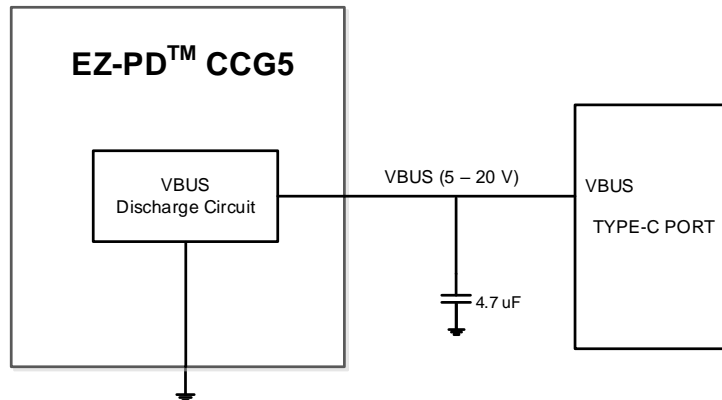 EZ-PD™ CCG5
VBUS
Discharge Circuit
VBUS (5 – 20 V)
4.7 uF
VBUS
TYPE-C PORT